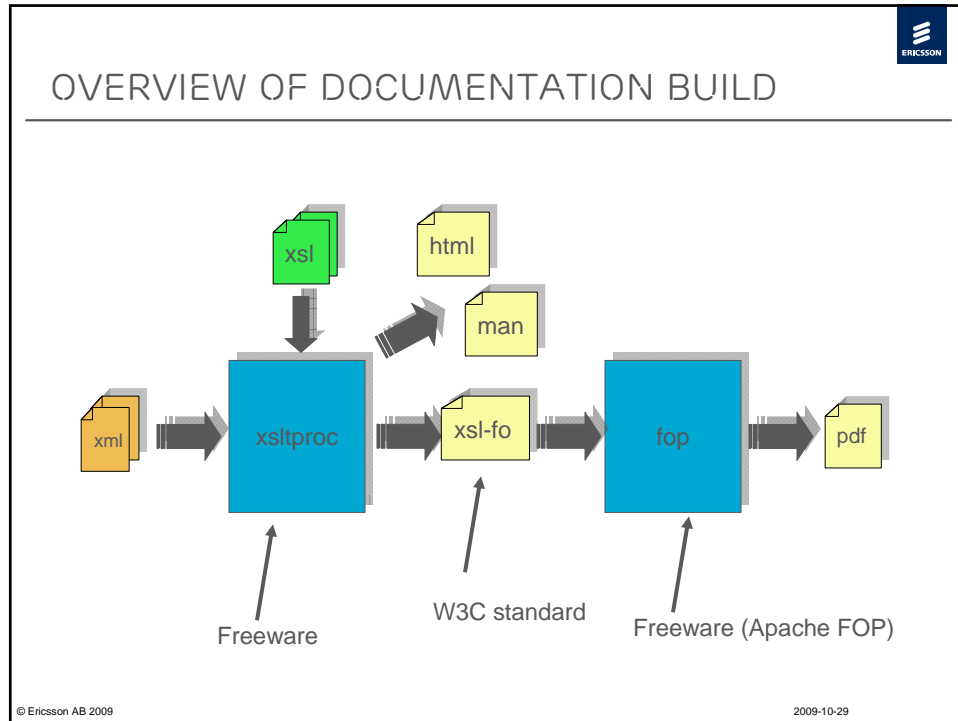 ERICSSON
OVERVIEW OF DOCUMENTATION BUILD
xsl
html
man
xml
xsltproc
xsl-fo
fop
pdf
Freeware
W3C standard
Freeware (Apache FOP)
© Ericsson AB 2009
2009-10-29